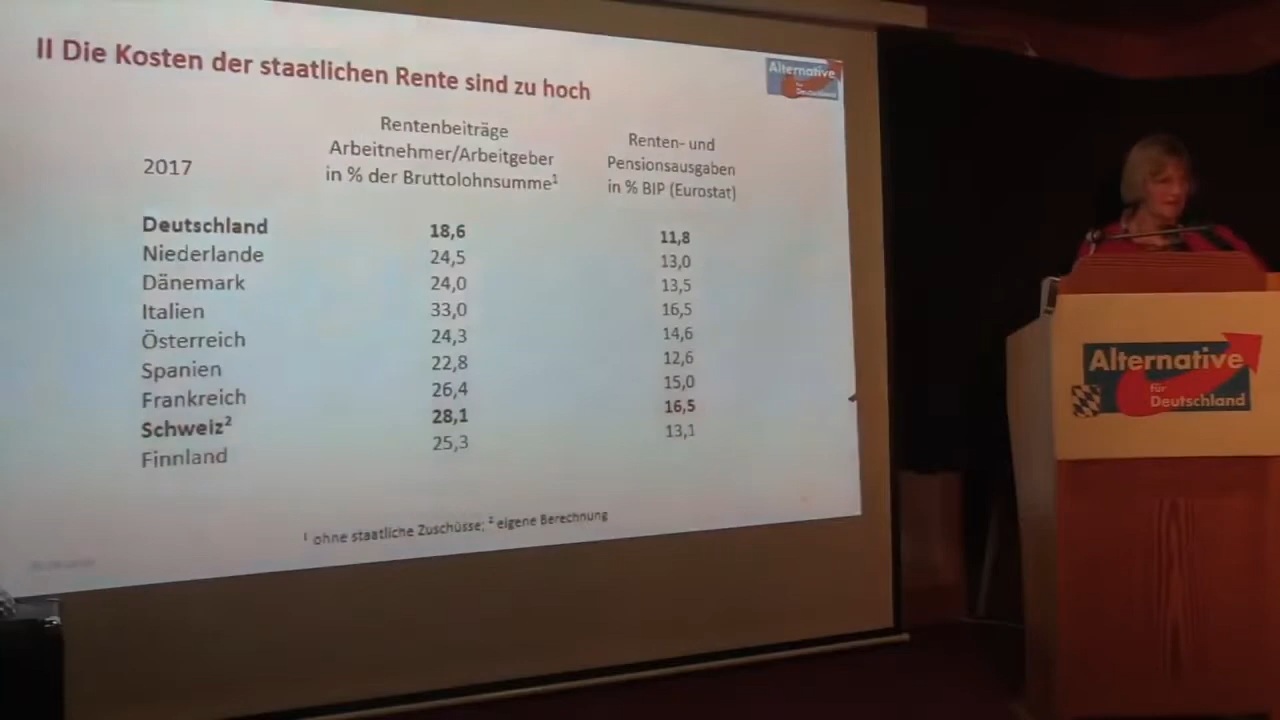 II Die Kosten der staatlichen Rente sind zu hoch
Alternative
für
Deutschland
2017
Rentenbeiträge
Arbeitnehmer/Arbeitgeber
in % der Bruttolohnsumme¹
Renten- und
Pensionsausgaben
in % BIP (Eurostat)
Deutschland 18,6 11,8
Niederlande 24,5 13,0
Dänemark 24,0 13,5
Italien 33,0 16,5
Österreich 24,3 14,6
Spanien 22,8 12,6
Frankreich 26,4 15,0
Schweiz² 28,1 16,5
Finnland 25,3 13,1
¹ ohne staatliche Zuschüsse; ² eigene Berechnung
Alternative
für
Deutschland